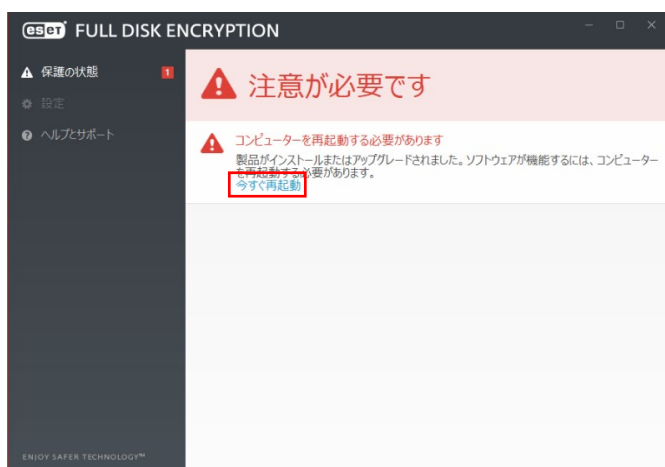 eset FULL DISK ENCRYPTION
保護の状態 1
設定
ヘルプとサポート
注意が必要です
コンピューターを再起動する必要があります
製品がインストールまたはアップグレードされました。ソフトウェアが機能するには、コンピューター
を再起動する必要があります。
今すぐ再起動
ENJOY SAFER TECHNOLOGY™